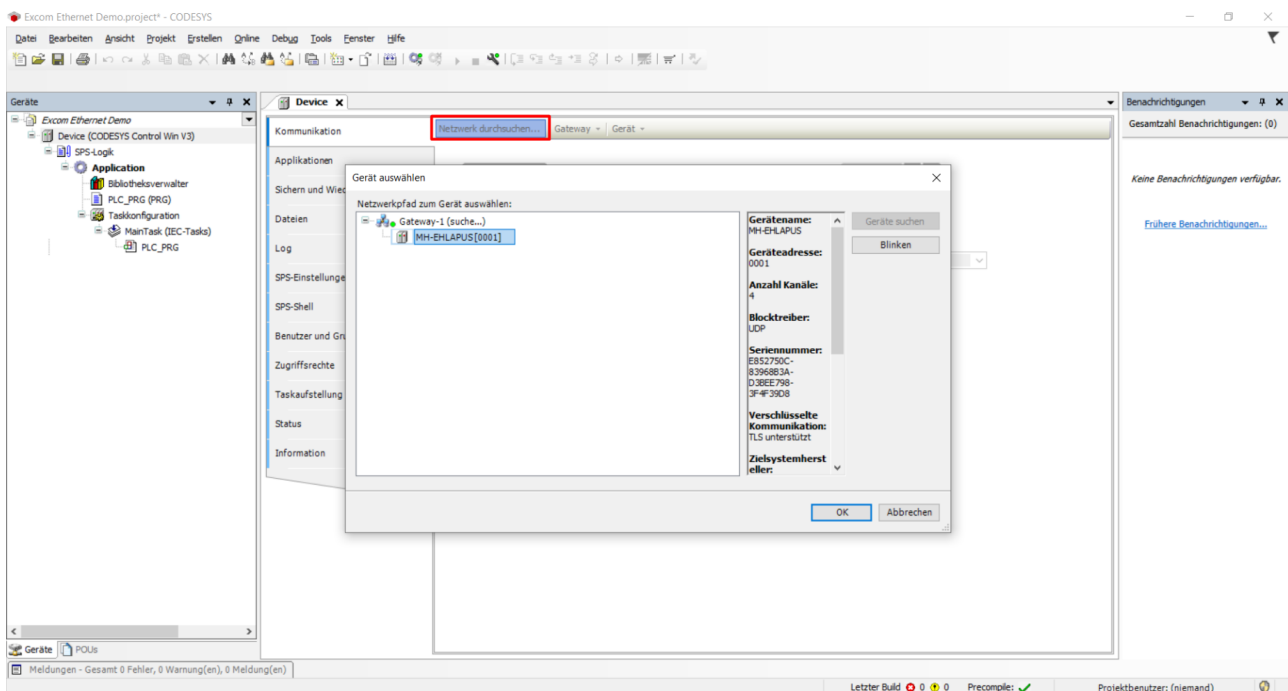 Excom Ethernet Demo.project* - CODESYS
Datei Bearbeiten Ansicht Projekt Erstellen Online Debug Tools Fenster Hilfe
Geräte
Excom Ethernet Demo
Device (CODESYS Control Win V3)
SPS-Logik
Application
Bibliotheksverwalter
PLC_PRG (PRG)
Taskkonfiguration
MainTask (IEC-Tasks)
PLC_PRG
Geräte
POUs
Device
Kommunikation
Applikationen
Sichern und Wied
Dateien
Log
SPS-Einstellunge
SPS-Shell
Benutzer und Gru
Zugriffsrechte
Taskaufstellung
Status
Information
Netzwerk durchsuchen... Gateway Gerät
Gerät auswählen
Netzwerkpfad zum Gerät auswählen:
Gateway-1 (suche...)
MH-EHLAPUS[0001]
Gerätename:
MH-EHLAPUS
Geräteadresse:
0001
Anzahl Kanäle:
4
Blocktreiber:
UDP
Seriennummer:
E852750C-
83968B3A-
D3BEE798-
3F4F39D8
Verschlüsselte
Kommunikation:
TLS unterstützt
Zielsystemherst
eller:
Geräte suchen
Blinken
OK
Abbrechen
Benachrichtigungen
Gesamtzahl Benachrichtigungen: (0)
Keine Benachrichtigungen verfügbar.
Frühere Benachrichtigungen...
Meldungen - Gesamt 0 Fehler, 0 Warnung(en), 0 Meldung(en)
Letzter Build 0 0 Precompile: Projektbenutzer: (niemand)